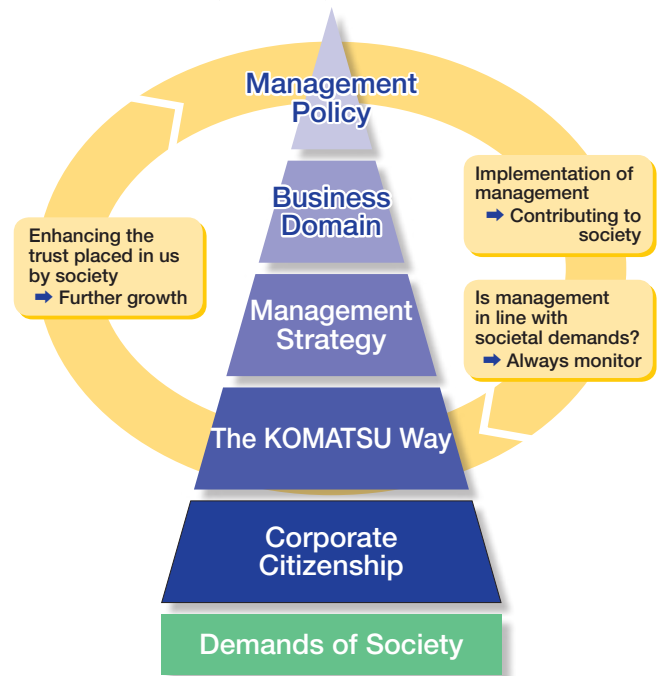 Management
Policy
Business
Domain
Management
Strategy
The KOMATSU Way
Corporate
Citizenship
Demands of Society
Enhancing the
trust placed in us
by society
➡ Further growth
Implementation of
management
➡ Contributing to
society
Is management
in line with
societal demands?
➡ Always monitor